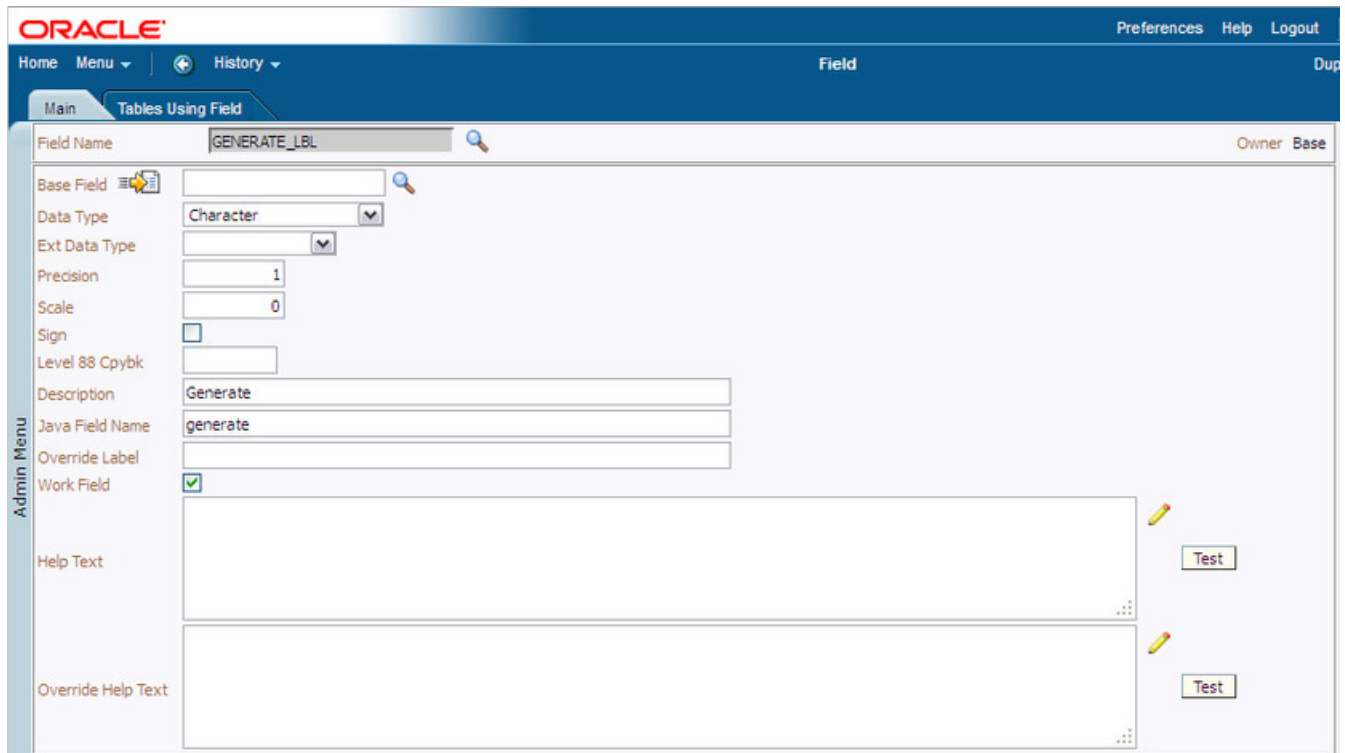 ORACLE
Preferences Help Logout
Home Menu History Field Dup
Main Tables Using Field
Field Name GENERATE_LBL Owner Base
Base Field
Data Type Character
Ext Data Type
Precision 1
Scale 0
Sign
Level 88 Cpybk
Description Generate
Java Field Name generate
Override Label
Work Field
Help Text Test
Override Help Text Test
Admin Menu